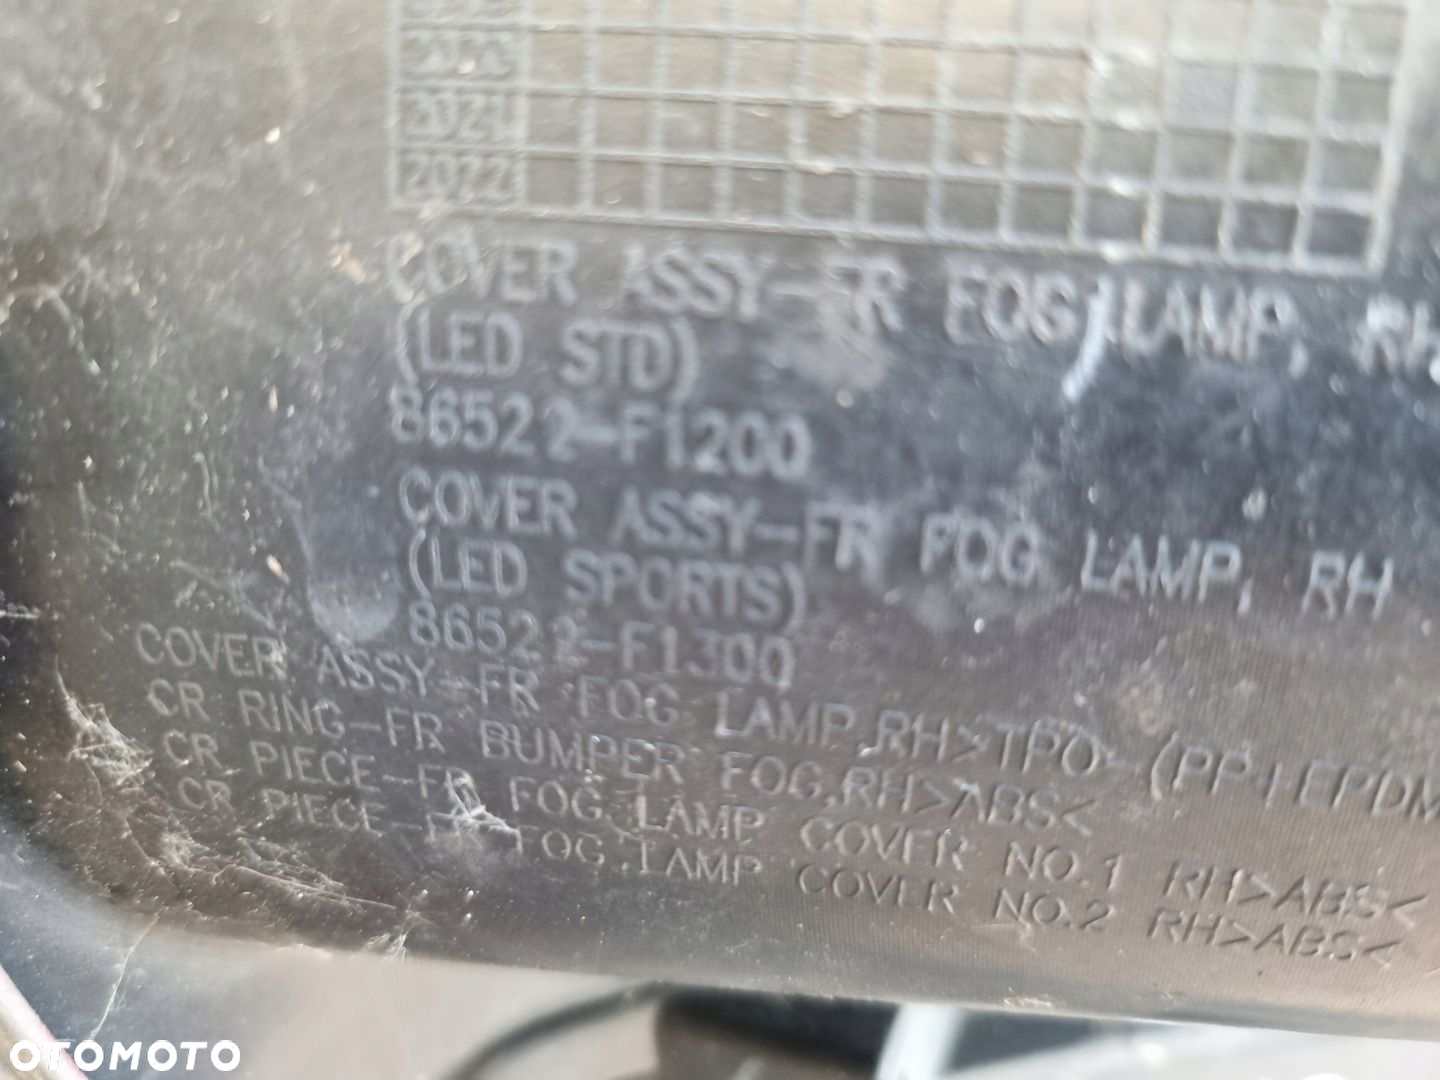 2020
2021
2022
COVER ASSY-FR FOG LAMP, RH
(LED STD)
86522-F1200
COVER ASSY-FR FOG LAMP, RH
(LED SPORTS)
86522-F1300
COVER ASSY-FR FOG LAMP,RH>TPO-(PP+EPDM
CR RING-FR BUMPER FOG,RH>ABS<
CR PIECE-FR FOG LAMP COVER NO.1 RH>ABS<
CR PIECE-FR FOG LAMP COVER NO.2 RH>ABS<
OTOMOTO